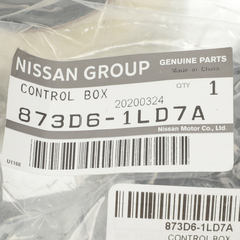 NISSAN GROUP
GENUINE PARTS
Made in China
CONTROL BOX
20200324
QTY 1
873D6-1LD7A
Nissan Motor Co., Ltd.
U1188
873D6-1LD7A
CONTROL BOX